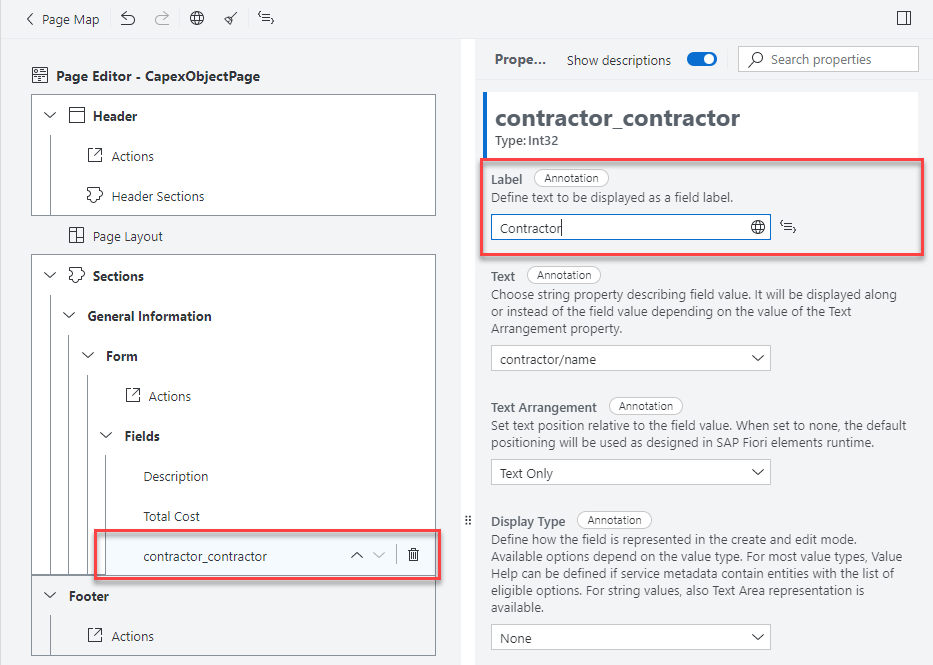 Page Map
Page Editor - CapexObjectPage
Header
Actions
Header Sections
Page Layout
Sections
General Information
Form
Actions
Fields
Description
Total Cost
contractor_contractor
Footer
Actions
Prope...
Show descriptions
Search properties
contractor_contractor
Type: Int32
Label Annotation
Define text to be displayed as a field label.
Contractor
Text Annotation
Choose string property describing field value. It will be displayed along
or instead of the field value depending on the value of the Text
Arrangement property.
contractor/name
Text Arrangement Annotation
Set text position relative to the field value. When set to none, the default
positioning will be used as designed in SAP Fiori elements runtime.
Text Only
Display Type Annotation
Define how the field is represented in the create and edit mode.
Available options depend on the value type. For most value types, Value
Help can be defined if service metadata contain entities with the list of
eligible options. For string values, also Text Area representation is
available.
None